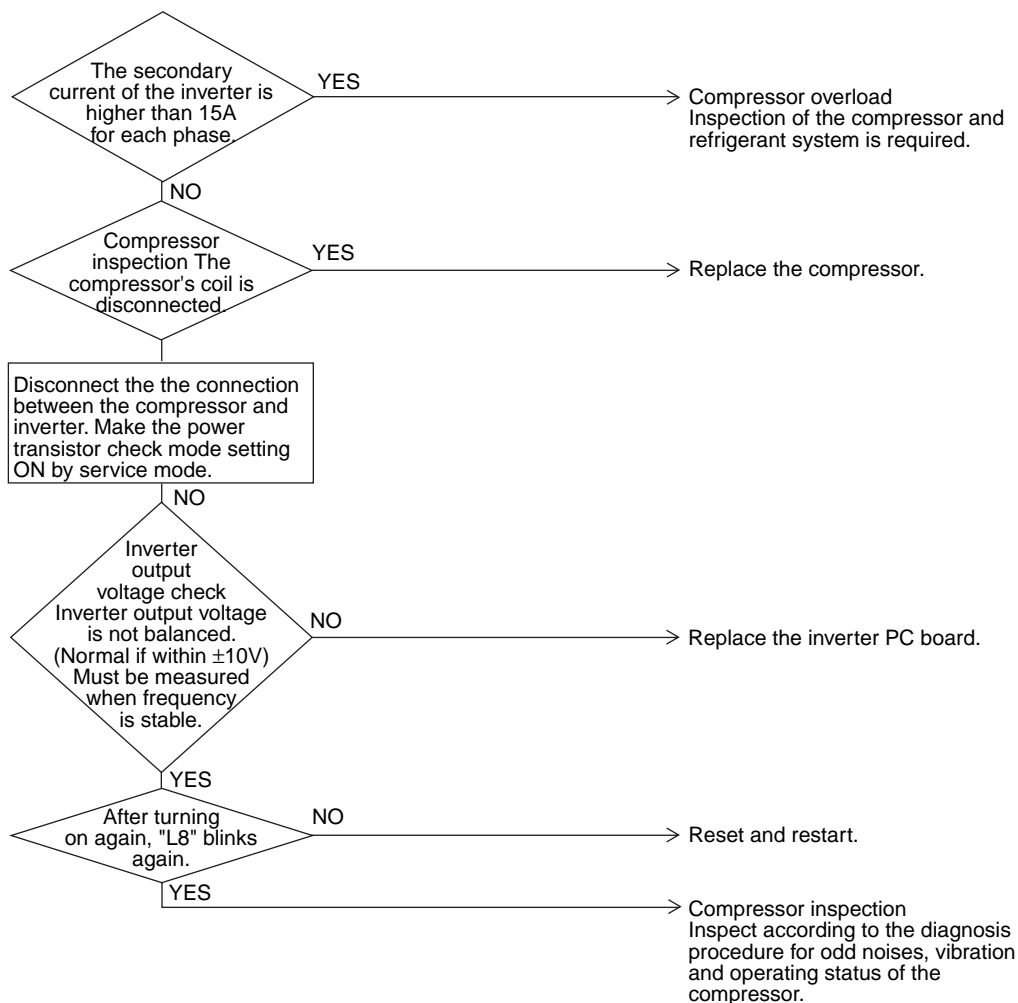 The secondary
current of the inverter is
higher than 15A
for each phase.
YES
Compressor overload
Inspection of the compressor and
refrigerant system is required.
NO
Compressor
inspection The
compressor's coil is
disconnected.
YES
Replace the compressor.
Disconnect the the connection
between the compressor and
inverter. Make the power
transistor check mode setting
ON by service mode.
NO
Inverter
output
voltage check
Inverter output voltage
is not balanced.
(Normal if within ±10V)
Must be measured
when frequency
is stable.
NO
Replace the inverter PC board.
YES
After turning
on again, "L8" blinks
again.
NO
Reset and restart.
YES
Compressor inspection
Inspect according to the diagnosis
procedure for odd noises, vibration
and operating status of the
compressor.